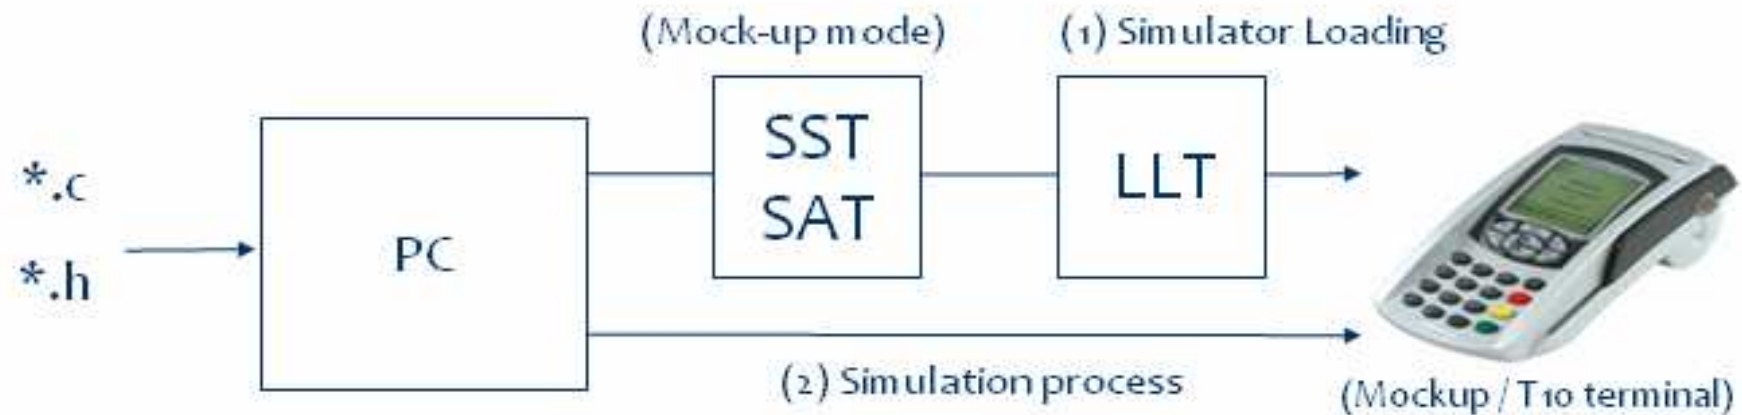 (Mock-up mode)
(1) Simulator Loading
*.c
*.h
PC
SST
SAT
LLT
(2) Simulation process
(Mockup / T10 terminal)